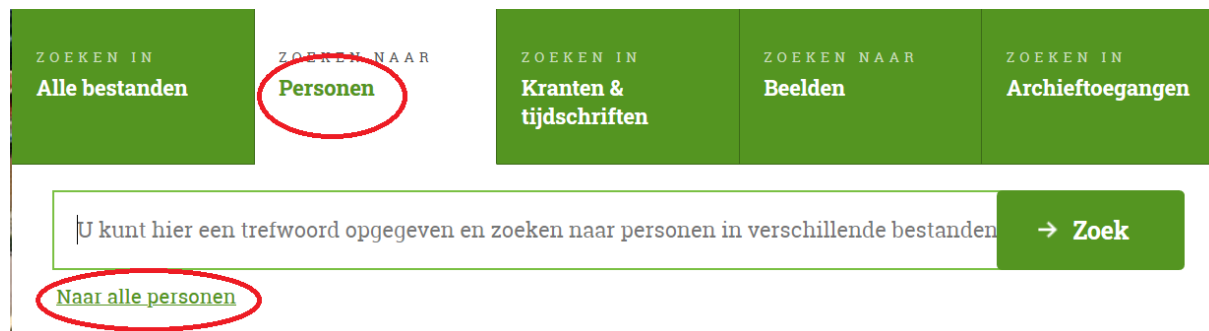 ZOEKEN IN
Alle bestanden
ZOEKEN NAAR
Personen
ZOEKEN IN
Kranten &
tijdschriften
ZOEKEN NAAR
Beelden
ZOEKEN IN
Archieftoegangen
U kunt hier een trefwoord opgegeven en zoeken naar personen in verschillende bestanden
→ Zoek
Naar alle personen